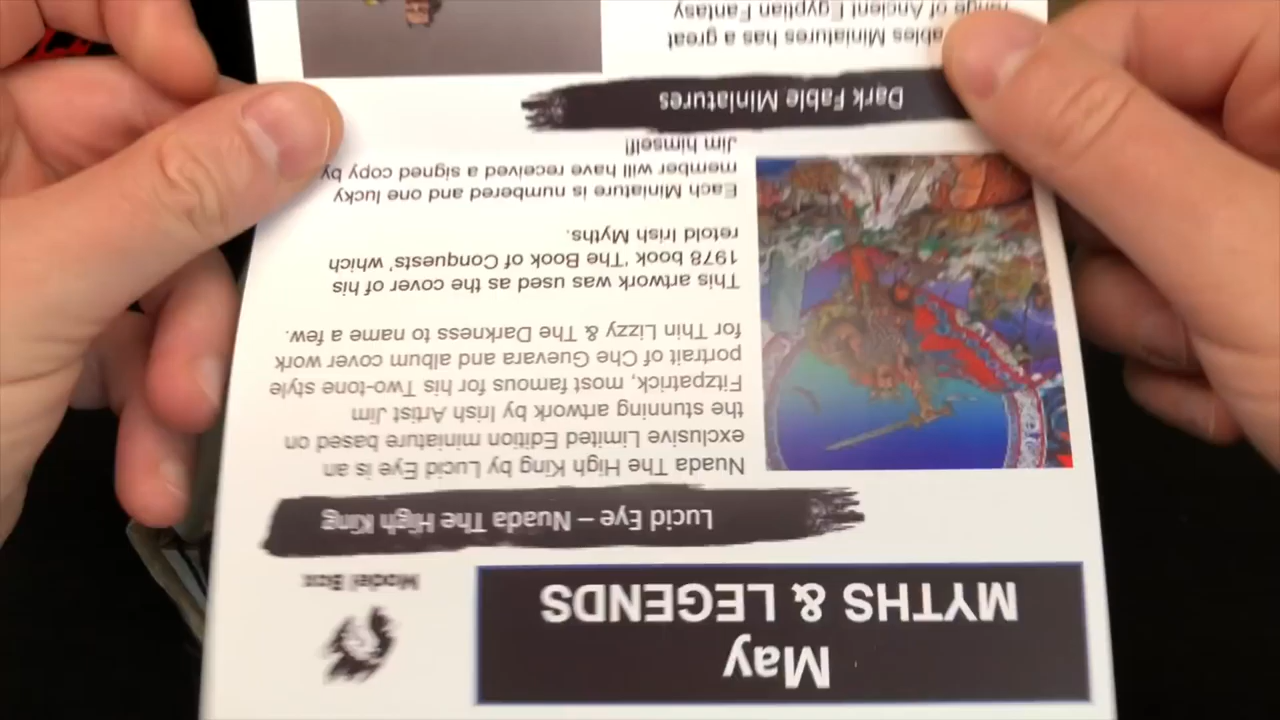 May
MYTHS & LEGENDS
Model Box
Lucid Eye – Nuada The High King
Nuada The High King by Lucid Eye is an
exclusive Limited Edition miniature based on
the stunning artwork by Irish Artist Jim
Fitzpatrick, most famous for his Two-tone style
portrait of Che Guevara and album cover work
for Thin Lizzy & The Darkness to name a few.
This artwork was used as the cover of his
1978 book 'The Book of Conquests' which
retold Irish Myths.
Each Miniature is numbered and one lucky
member will have received a signed copy by
Jim himself!
Dark Fable Miniatures
ables Miniatures has a great
range of Ancient Egyptian Fantasy